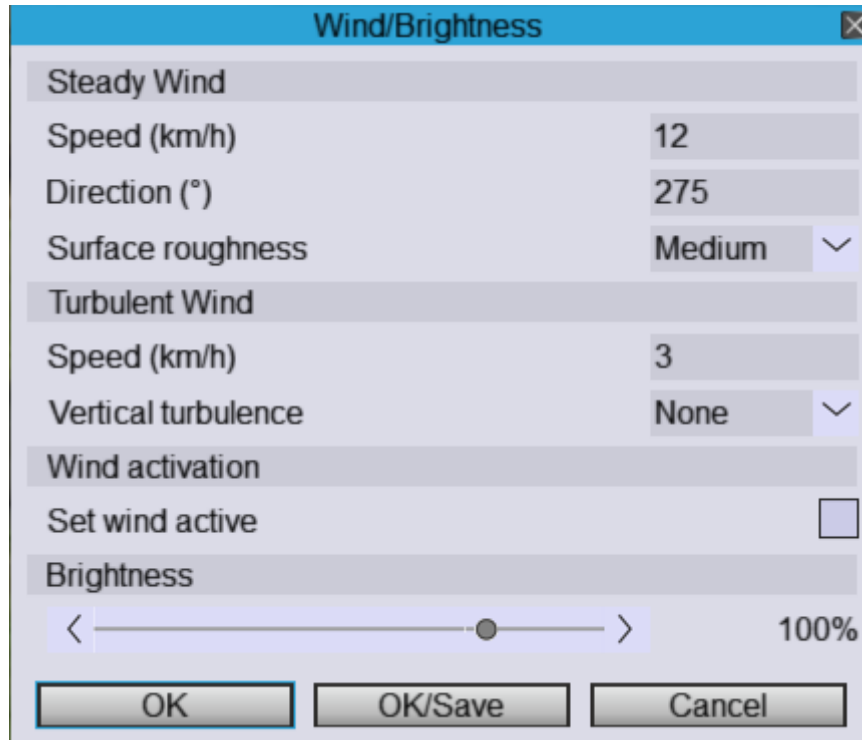 Wind/Brightness
Steady Wind
Speed (km/h) 12
Direction (°) 275
Surface roughness Medium
Turbulent Wind
Speed (km/h) 3
Vertical turbulence None
Wind activation
Set wind active
Brightness
100%
OK OK/Save Cancel